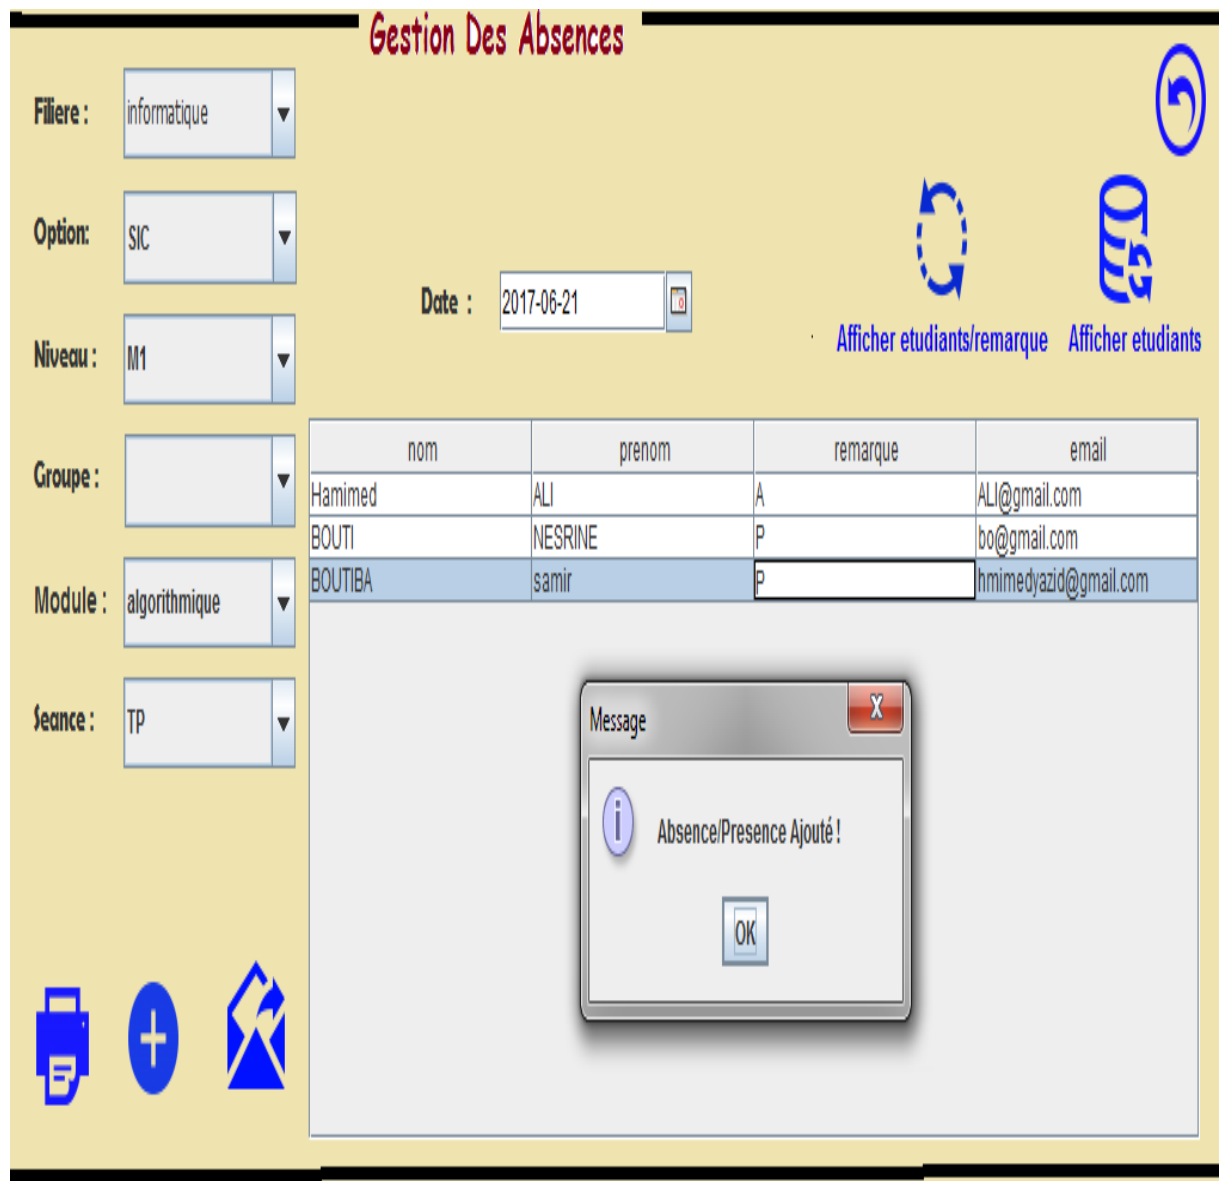 Gestion Des Absences
Filiere : informatique
Option: SIC
Date : 2017-06-21
Afficher etudiants/remarque Afficher etudiants
Niveau : M1
nom prenom remarque email
Groupe :
Hamimed ALI A ALI@gmail.com
BOUTI NESRINE P bo@gmail.com
BOUTIBA samir P hmimedyazid@gmail.com
Module : algorithmique
Seance : TP
Message
X
Absence/Presence Ajouté !
OK